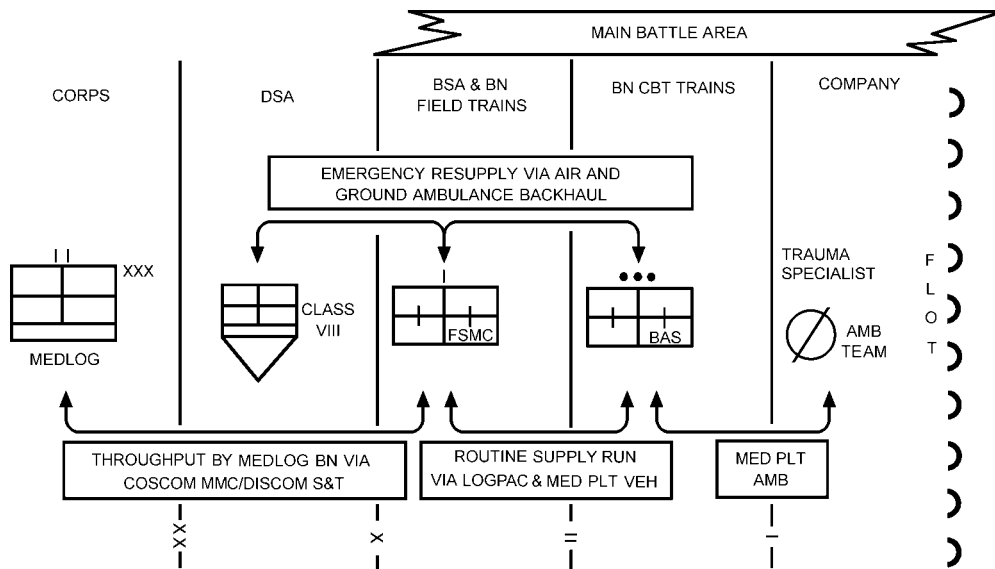 MAIN BATTLE AREA
CORPS
DSA
BSA & BN
FIELD TRAINS
BN CBT TRAINS
COMPANY
EMERGENCY RESUPPLY VIA AIR AND
GROUND AMBULANCE BACKHAUL
I I
XXX
MEDLOG
CLASS
VIII
I
FSMC
BAS
TRAUMA
SPECIALIST
AMB
TEAM
F
L
O
T
THROUGHPUT BY MEDLOG BN VIA
COSCOM MMC/DISCOM S&T
ROUTINE SUPPLY RUN
VIA LOGPAC & MED PLT VEH
MED PLT
AMB
XX
X
II
I